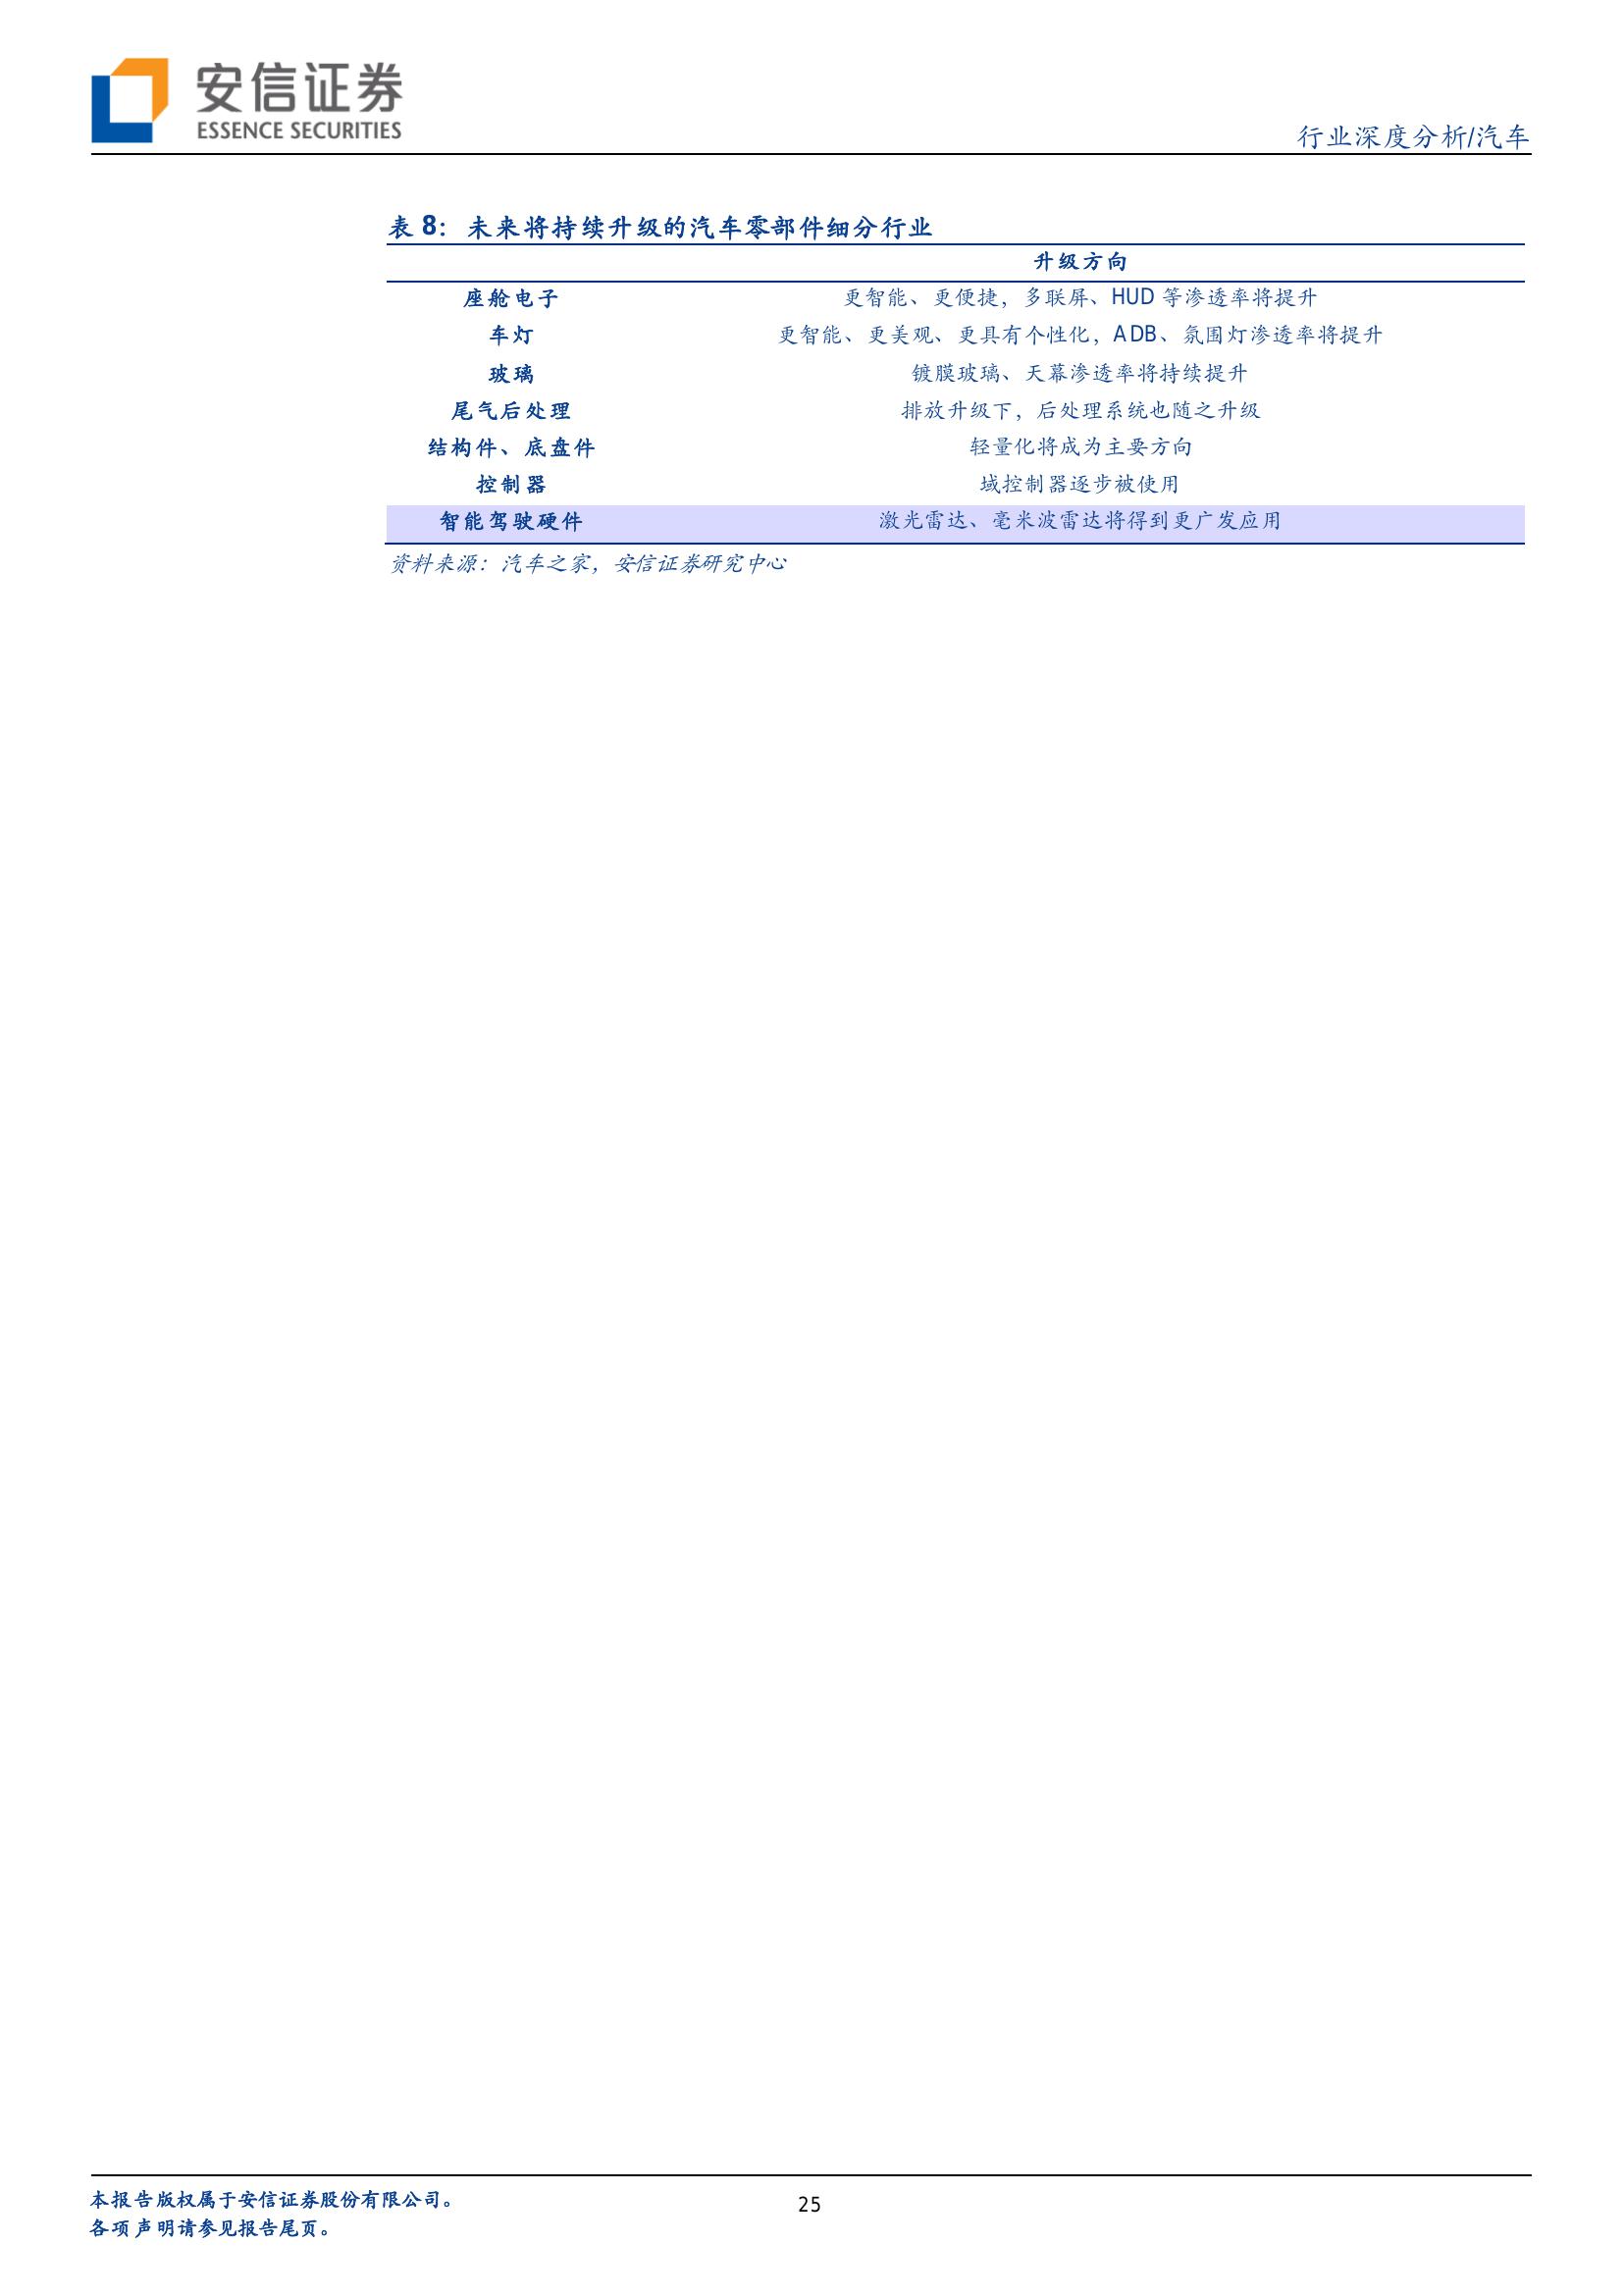 安信证券
ESSENCE SECURITIES
行业深度分析/汽车
表 8： 未来将持续升级的汽车零部件细分行业
升级方向
座舱电子 更智能、更便捷，多联屏、HUD 等渗透率将提升
车灯 更智能、更美观、更具有个性化，ADB、氛围灯渗透率将提升
玻璃 镀膜玻璃、天幕渗透率将持续提升
尾气后处理 排放升级下，后处理系统也随之升级
结构件、底盘件 轻量化将成为主要方向
控制器 域控制器逐步被使用
智能驾驶硬件 激光雷达、毫米波雷达将得到更广发应用
资料来源：汽车之家，安信证券研究中心
本报告版权属于安信证券股份有限公司。
25
各项声明请参见报告尾页。